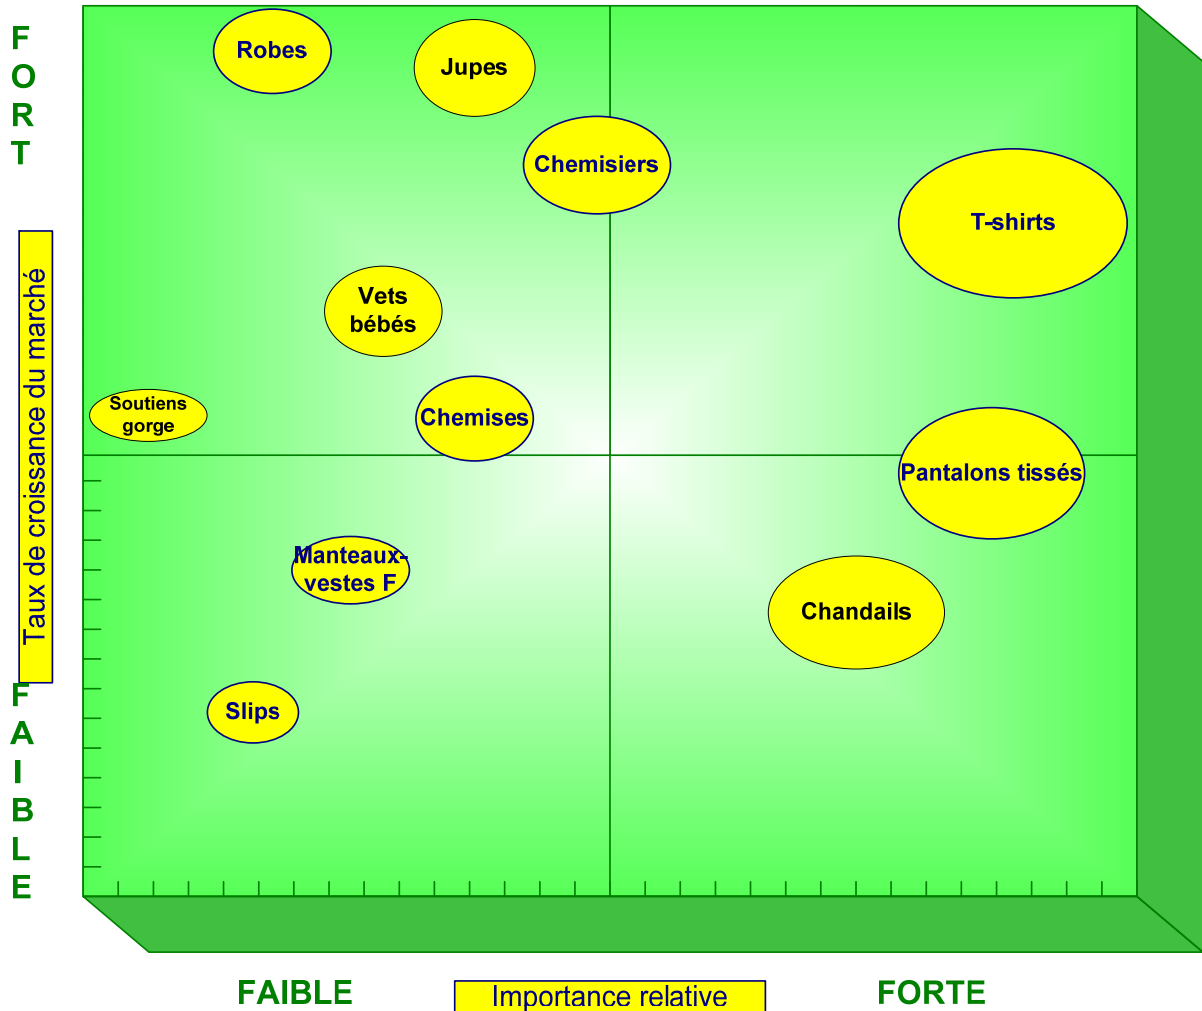 FORT
Taux de croissance du marché
FAIBLE
Robes
Jupes
Chemisiers
T-shirts
Vets
bébés
Soutiens
gorge
Chemises
Pantalons tissés
Manteaux-
vestes F
Chandails
Slips
FAIBLE
Importance relative
FORTE